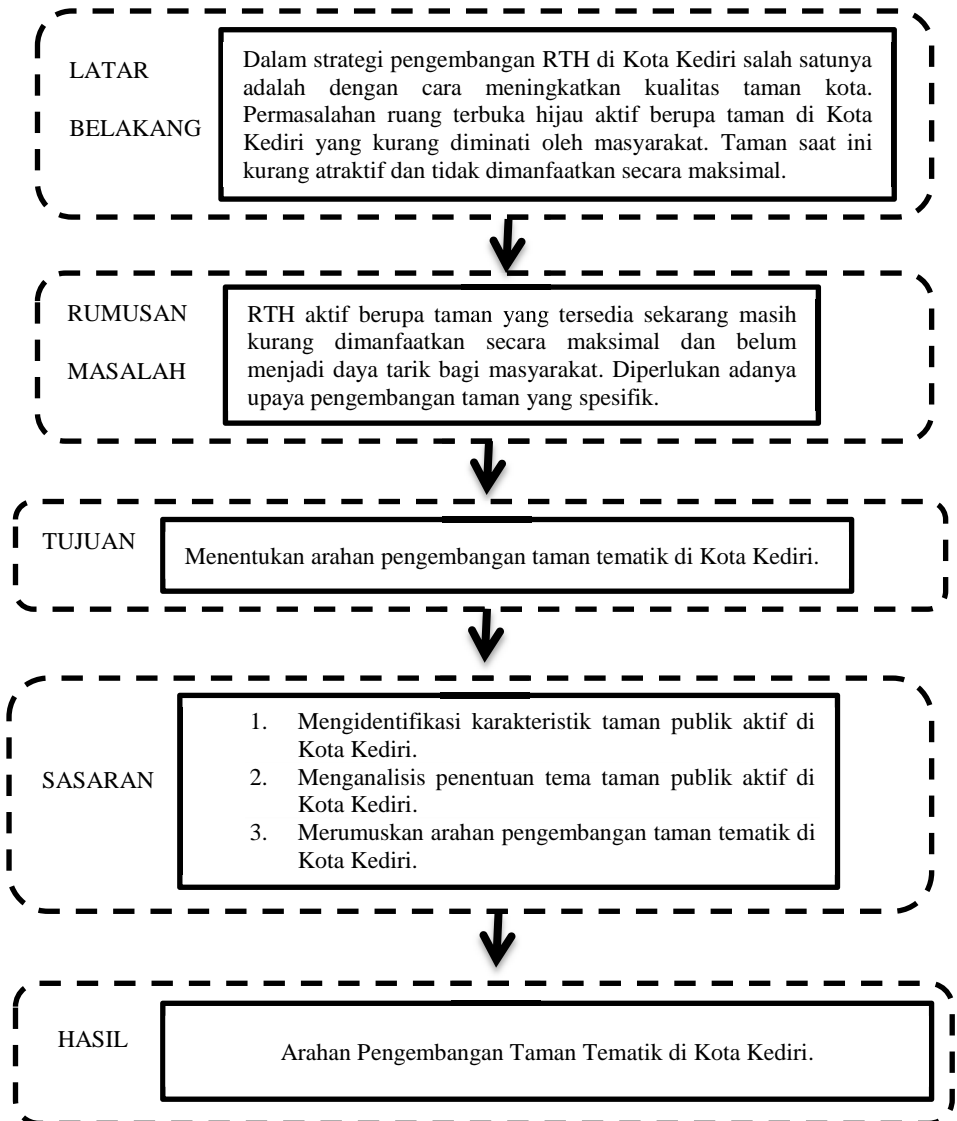 LATAR
BELAKANG
Dalam strategi pengembangan RTH di Kota Kediri salah satunya
adalah dengan cara meningkatkan kualitas taman kota.
Permasalahan ruang terbuka hijau aktif berupa taman di Kota
Kediri yang kurang diminati oleh masyarakat. Taman saat ini
kurang atraktif dan tidak dimanfaatkan secara maksimal.
RUMUSAN
MASALAH
RTH aktif berupa taman yang tersedia sekarang masih
kurang dimanfaatkan secara maksimal dan belum
menjadi daya tarik bagi masyarakat. Diperlukan adanya
upaya pengembangan taman yang spesifik.
TUJUAN
Menentukan arahan pengembangan taman tematik di Kota Kediri.
SASARAN
1. Mengidentifikasi karakteristik taman publik aktif di
Kota Kediri.
2. Menganalisis penentuan tema taman publik aktif di
Kota Kediri.
3. Merumuskan arahan pengembangan taman tematik di
Kota Kediri.
HASIL
Arahan Pengembangan Taman Tematik di Kota Kediri.